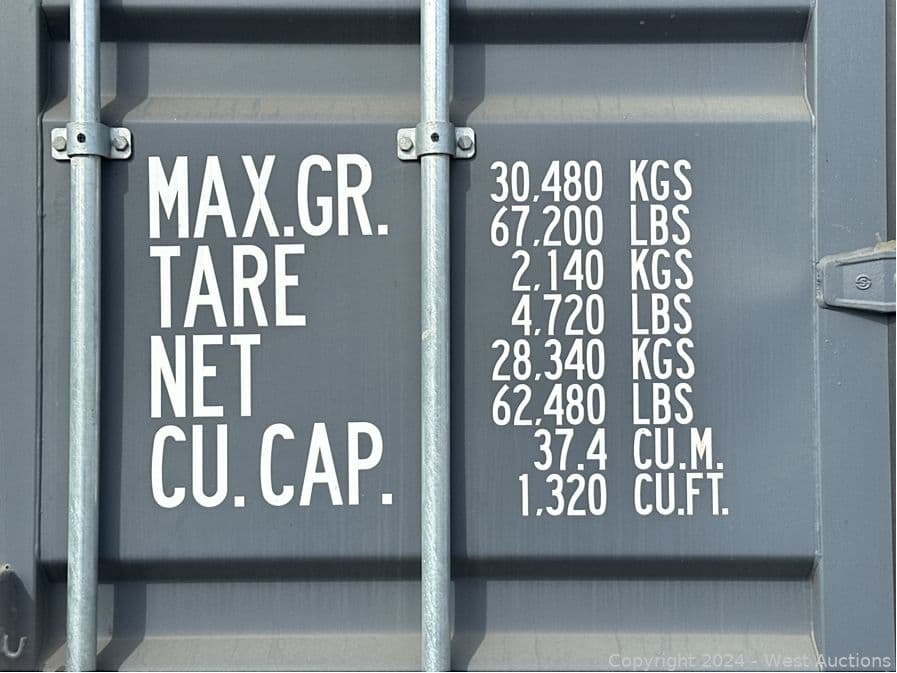 MAX.GR. 30,480 KGS
67,200 LBS
TARE 2,140 KGS
4,720 LBS
NET 28,340 KGS
62,480 LBS
CU.CAP. 37.4 CU.M.
1,320 CU.FT.
Copyright 2024 - West Auctions